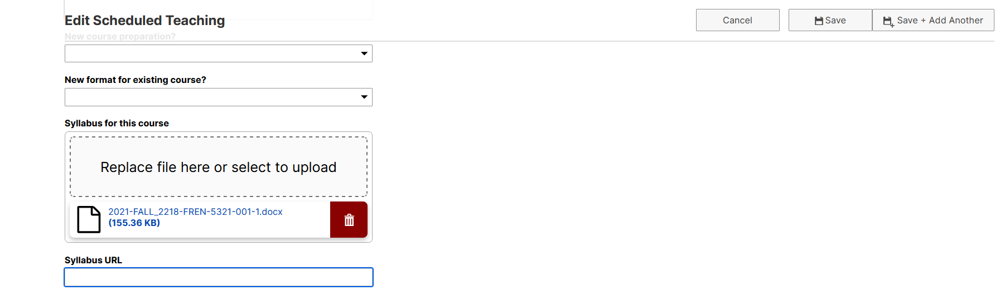 Edit Scheduled Teaching
Cancel
Save
Save + Add Another
New course preparation?
New format for existing course?
Syllabus for this course
Replace file here or select to upload
2021-FALL_2218-FREN-5321-001-1.docx
(155.36 KB)
Syllabus URL